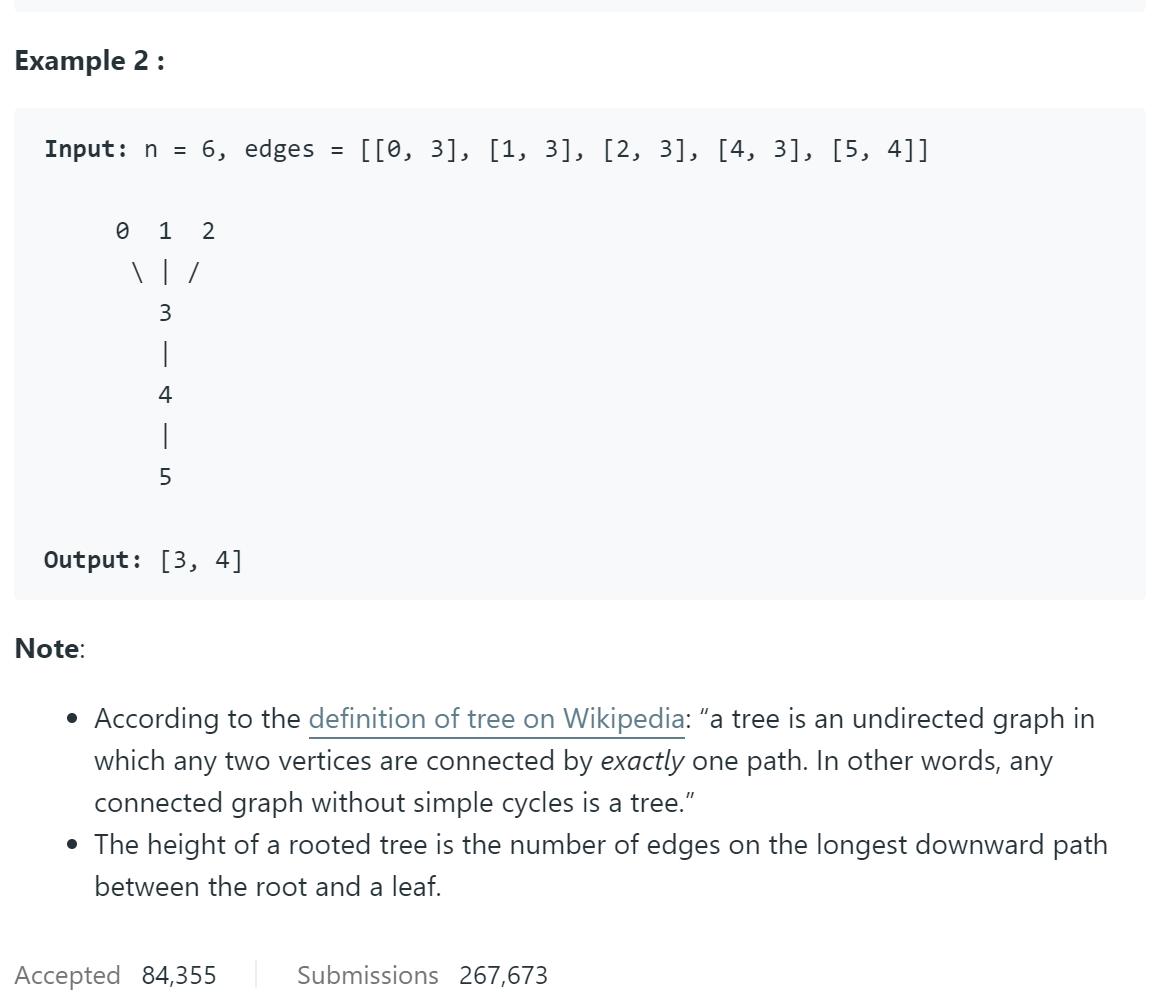 Example 2 :
Input: n = 6, edges = [[0, 3], [1, 3], [2, 3], [4, 3], [5, 4]]
0 1 2
\ | /
3
|
4
|
5
Output: [3, 4]
Note:
According to the definition of tree on Wikipedia: “a tree is an undirected graph in
which any two vertices are connected by exactly one path. In other words, any
connected graph without simple cycles is a tree.”
The height of a rooted tree is the number of edges on the longest downward path
between the root and a leaf.
Accepted 84,355 Submissions 267,673